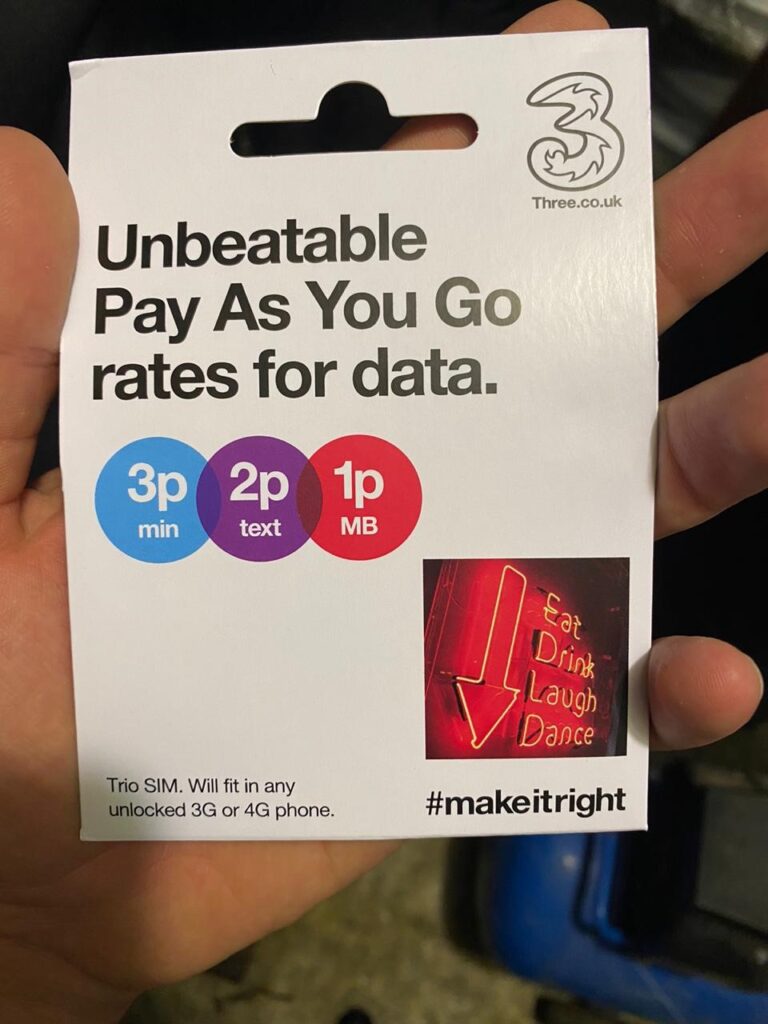 Three.co.uk
Unbeatable
Pay As You Go
rates for data.
3p
min
2p
text
1p
MB
Eat
Drink
Laugh
Dance
Trio SIM. Will fit in any
unlocked 3G or 4G phone.
#makeitright